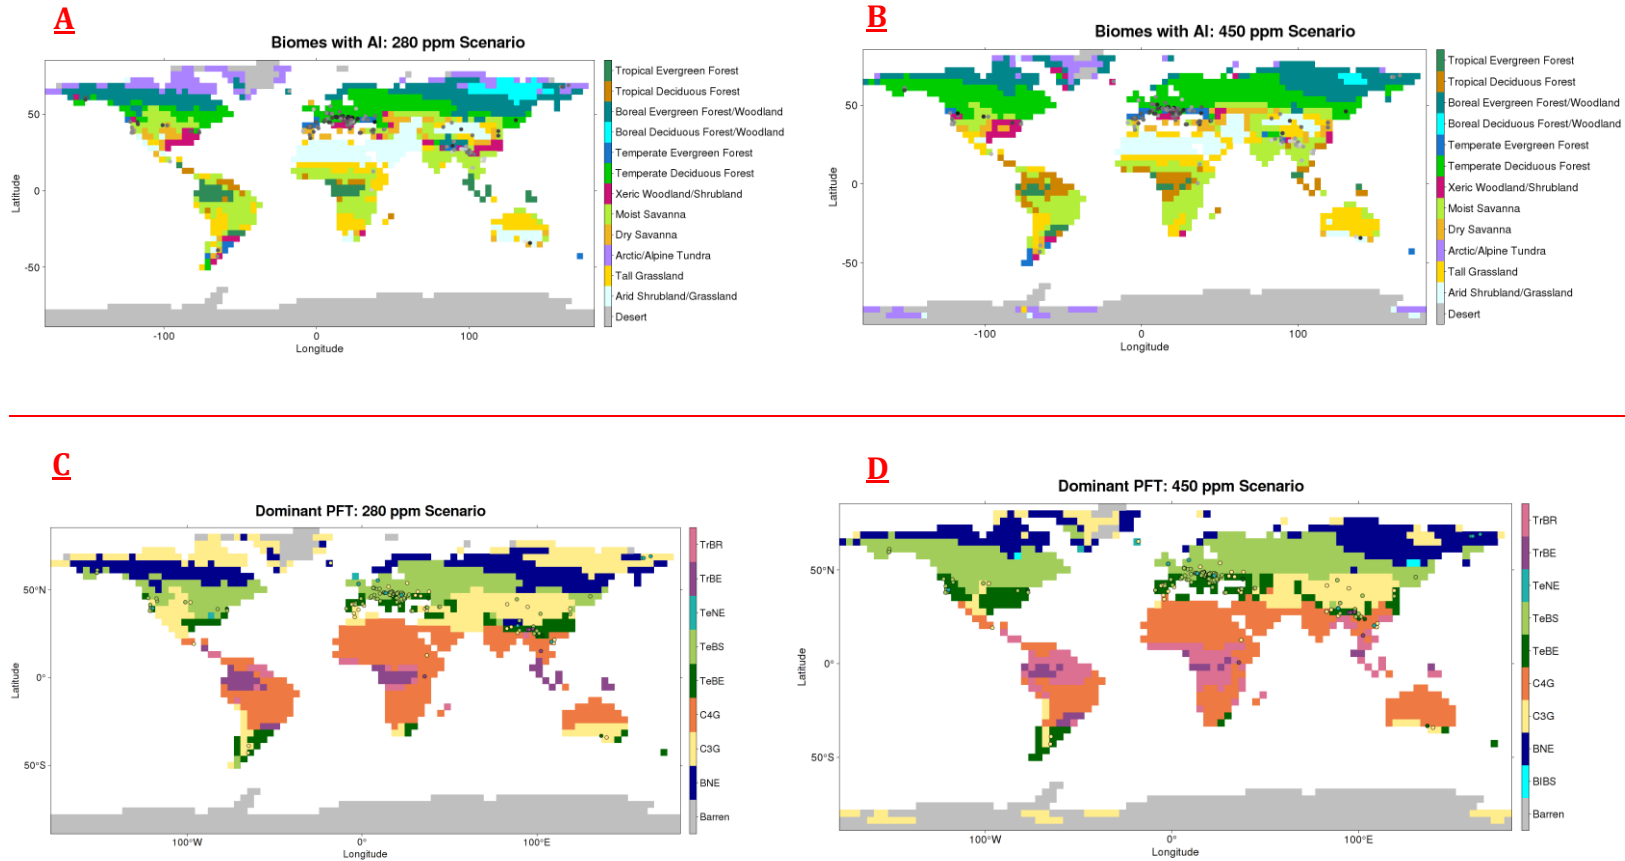 A
Biomes with AI: 280 ppm Scenario
Tropical Evergreen Forest
Tropical Deciduous Forest
Boreal Evergreen Forest/Woodland
Boreal Deciduous Forest/Woodland
Temperate Evergreen Forest
Temperate Deciduous Forest
Xeric Woodland/Shrubland
Moist Savanna
Dry Savanna
Arctic/Alpine Tundra
Tall Grassland
Arid Shrubland/Grassland
Desert
50
0
-50
Latitude
-100
0
100
Longitude
B
Biomes with AI: 450 ppm Scenario
Tropical Evergreen Forest
Tropical Deciduous Forest
Boreal Evergreen Forest/Woodland
Boreal Deciduous Forest/Woodland
Temperate Evergreen Forest
Temperate Deciduous Forest
Xeric Woodland/Shrubland
Moist Savanna
Dry Savanna
Arctic/Alpine Tundra
Tall Grassland
Arid Shrubland/Grassland
Desert
50
0
-50
Latitude
-100
0
100
Longitude
C
Dominant PFT: 280 ppm Scenario
TrBR
TrBE
TeNE
TeBS
TeBE
C4G
C3G
BNE
Barren
50°N
0°
50°S
Latitude
100°W
0°
100°E
Longitude
D
Dominant PFT: 450 ppm Scenario
TrBR
TrBE
TeNE
TeBS
TeBE
C4G
C3G
BNE
BIBS
Barren
50°N
0°
50°S
Latitude
100°W
0°
100°E
Longitude